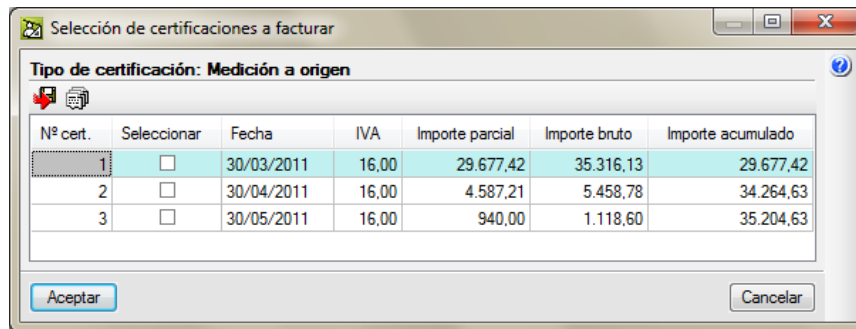 Selección de certificaciones a facturar
Tipo de certificación: Medición a origen
Nº cert. Seleccionar Fecha IVA Importe parcial Importe bruto Importe acumulado
1 30/03/2011 16,00 29.677,42 35.316,13 29.677,42
2 30/04/2011 16,00 4.587,21 5.458,78 34.264,63
3 30/05/2011 16,00 940,00 1.118,60 35.204,63
Aceptar Cancelar